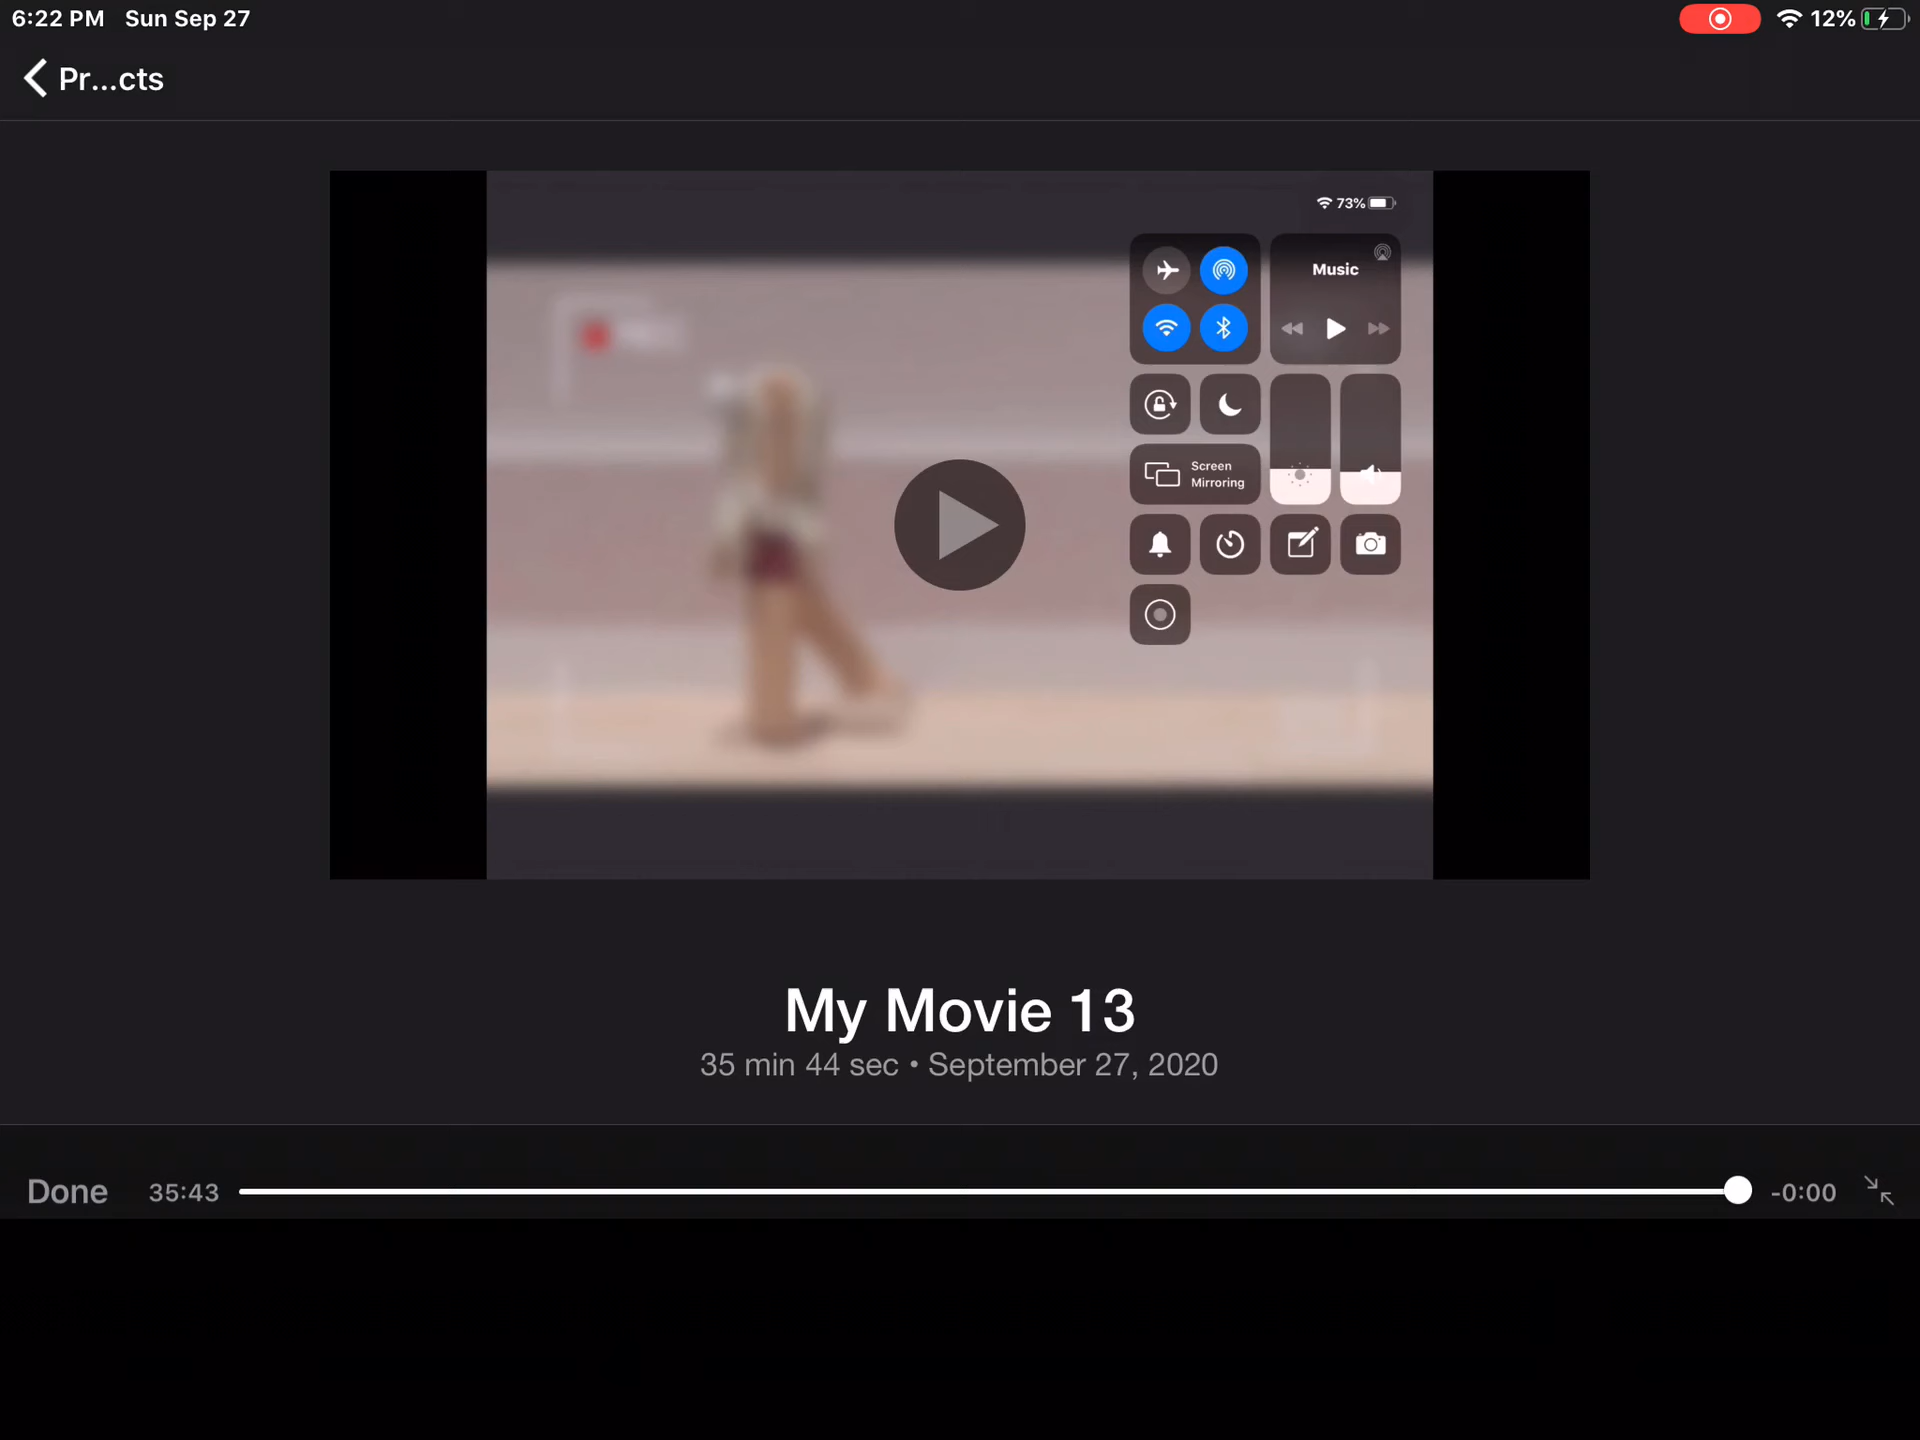 6:22 PM Sun Sep 27
12%
Pr...cts
73%
Music
Screen
Mirroring
My Movie 13
35 min 44 sec • September 27, 2020
Done 35:43 -0:00